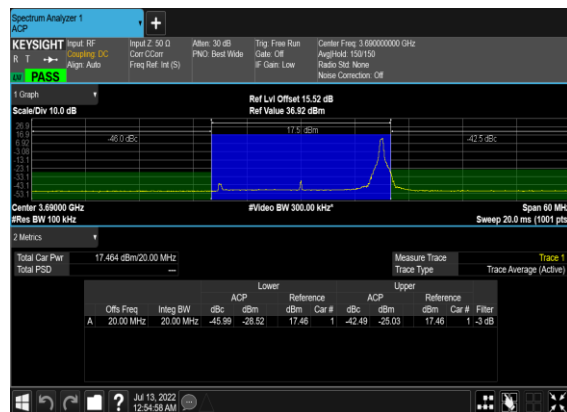 Spectrum Analyzer 1
ACP
KEYSIGHT Input: RF Input Z: 50 Ω Atten: 30 dB Trig: Free Run Center Freq: 3.690000000 GHz
R T Coupling: DC Corr CCorr PNO: Best Wide Gate: Off Avg|Hold: 150/150
Align: Auto Freq Ref: Int (S) IF Gain: Low Radio Std: None
PASS Noise Correction: Off
1 Graph
Ref Lvl Offset 15.52 dB
Scale/Div 10.0 dB Ref Value 36.92 dBm
26.9
16.9 17.5 dBm
6.92 -46.0 dBc -42.5 dBc
-3.08
-13.1
-23.1
-33.1
-43.1
-53.1
Center 3.69000 GHz #Video BW 300.00 kHz* Span 60 MHz
#Res BW 100 kHz Sweep 20.0 ms (1001 pts)
2 Metrics
Total Car Pwr 17.464 dBm/20.00 MHz Measure Trace Trace 1
Total PSD --- Trace Type Trace Average (Active)
Lower Upper
ACP Reference ACP Reference
Offs Freq Integ BW dBc dBm dBm Car # dBc dBm dBm Car # Filter
A 20.00 MHz 20.00 MHz -45.99 -28.52 17.46 1 -42.49 -25.03 17.46 1 -3 dB
Jul 13, 2022
12:54:58 AM